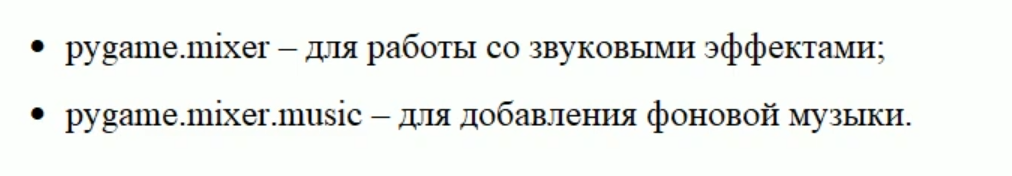 • pygame.mixer – для работы со звуковыми эффектами;
• pygame.mixer.music – для добавления фоновой музыки.